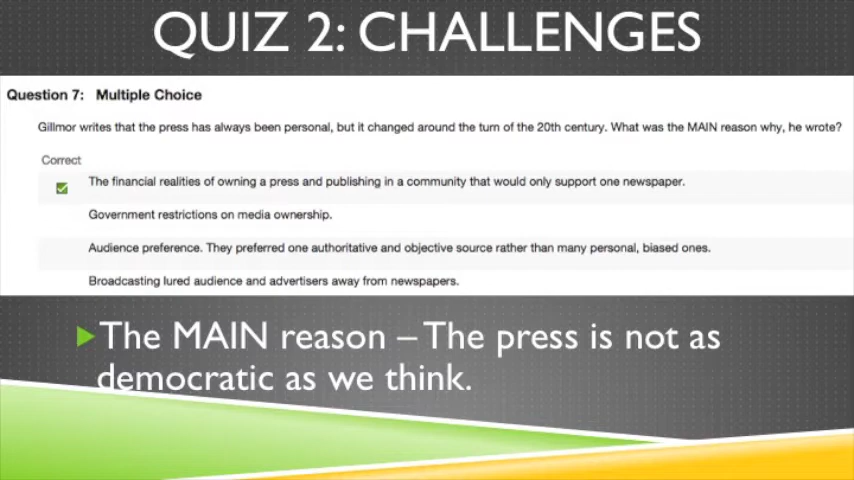 QUIZ 2: CHALLENGES
Question 7: Multiple Choice
Gillmor writes that the press has always been personal, but it changed around the turn of the 20th century. What was the MAIN reason why, he wrote?
Correct
The financial realities of owning a press and publishing in a community that would only support one newspaper.
Government restrictions on media ownership.
Audience preference. They preferred one authoritative and objective source rather than many personal, biased ones.
Broadcasting lured audience and advertisers away from newspapers.
The MAIN reason – The press is not as
democratic as we think.